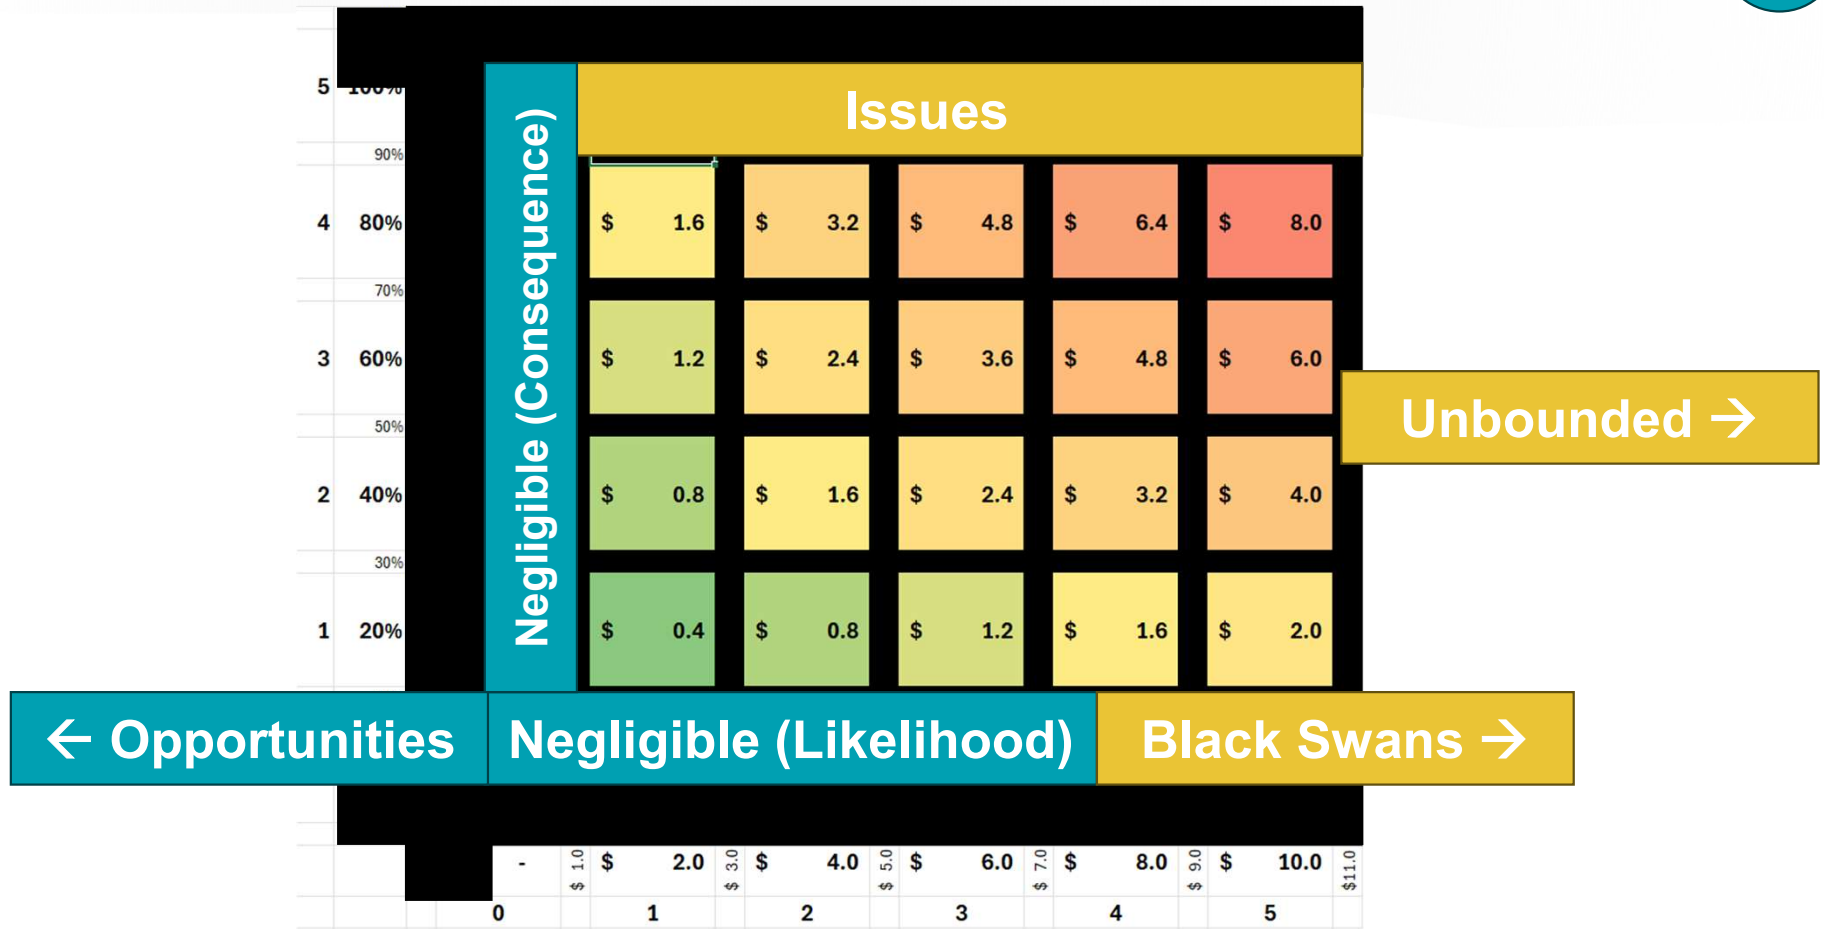 Issues
5 100%
90%
4 80% $ 1.6 $ 3.2 $ 4.8 $ 6.4 $ 8.0
70%
3 60% $ 1.2 $ 2.4 $ 3.6 $ 4.8 $ 6.0
Negligible (Consequence)
Unbounded →
50%
2 40% $ 0.8 $ 1.6 $ 2.4 $ 3.2 $ 4.0
30%
1 20% $ 0.4 $ 0.8 $ 1.2 $ 1.6 $ 2.0
← Opportunities Negligible (Likelihood) Black Swans →
- $ 1.0 $ 2.0 $ 3.0 $ 4.0 $ 5.0 $ 6.0 $ 7.0 $ 8.0 $ 9.0 $ 10.0 $11.0
0 1 2 3 4 5